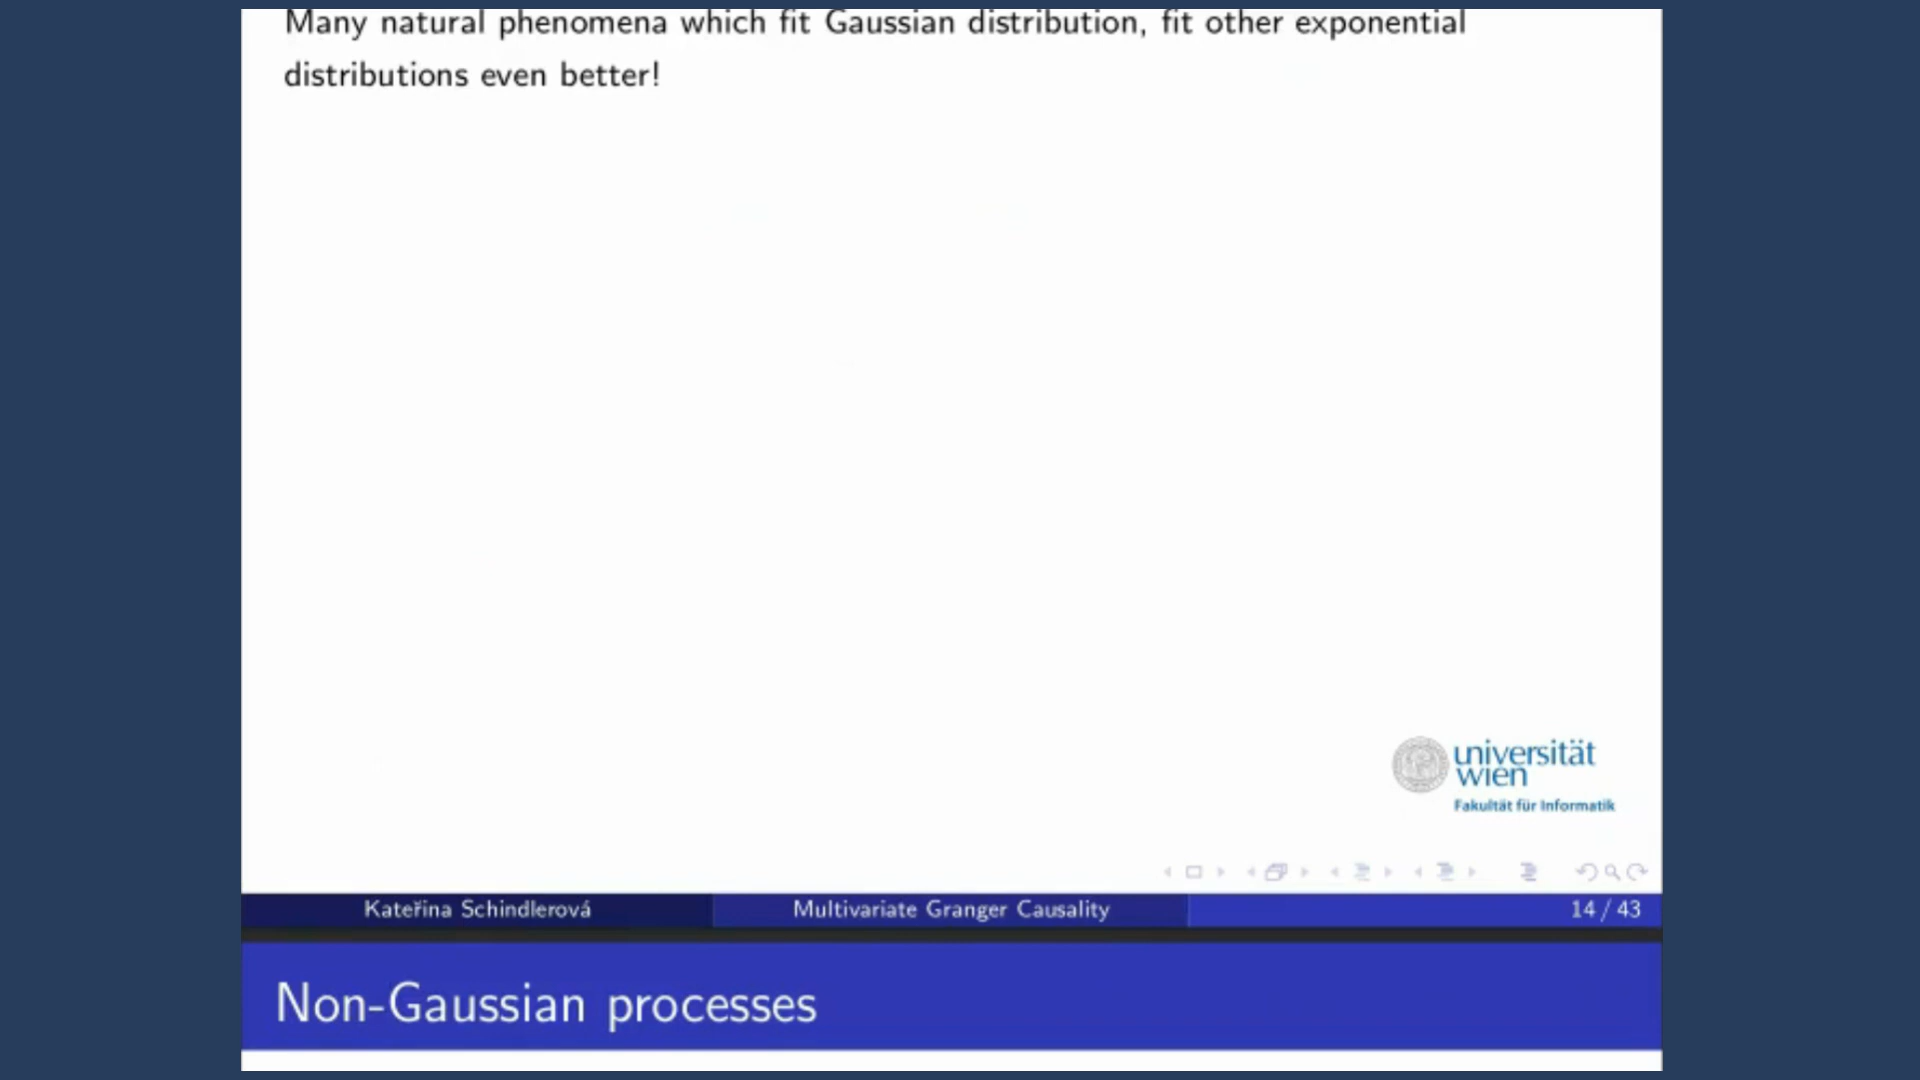 Many natural phenomena which fit Gaussian distribution, fit other exponential
distributions even better!
universität
wien
Fakultät für Informatik
Kateřina Schindlerová Multivariate Granger Causality 14 / 43
Non-Gaussian processes